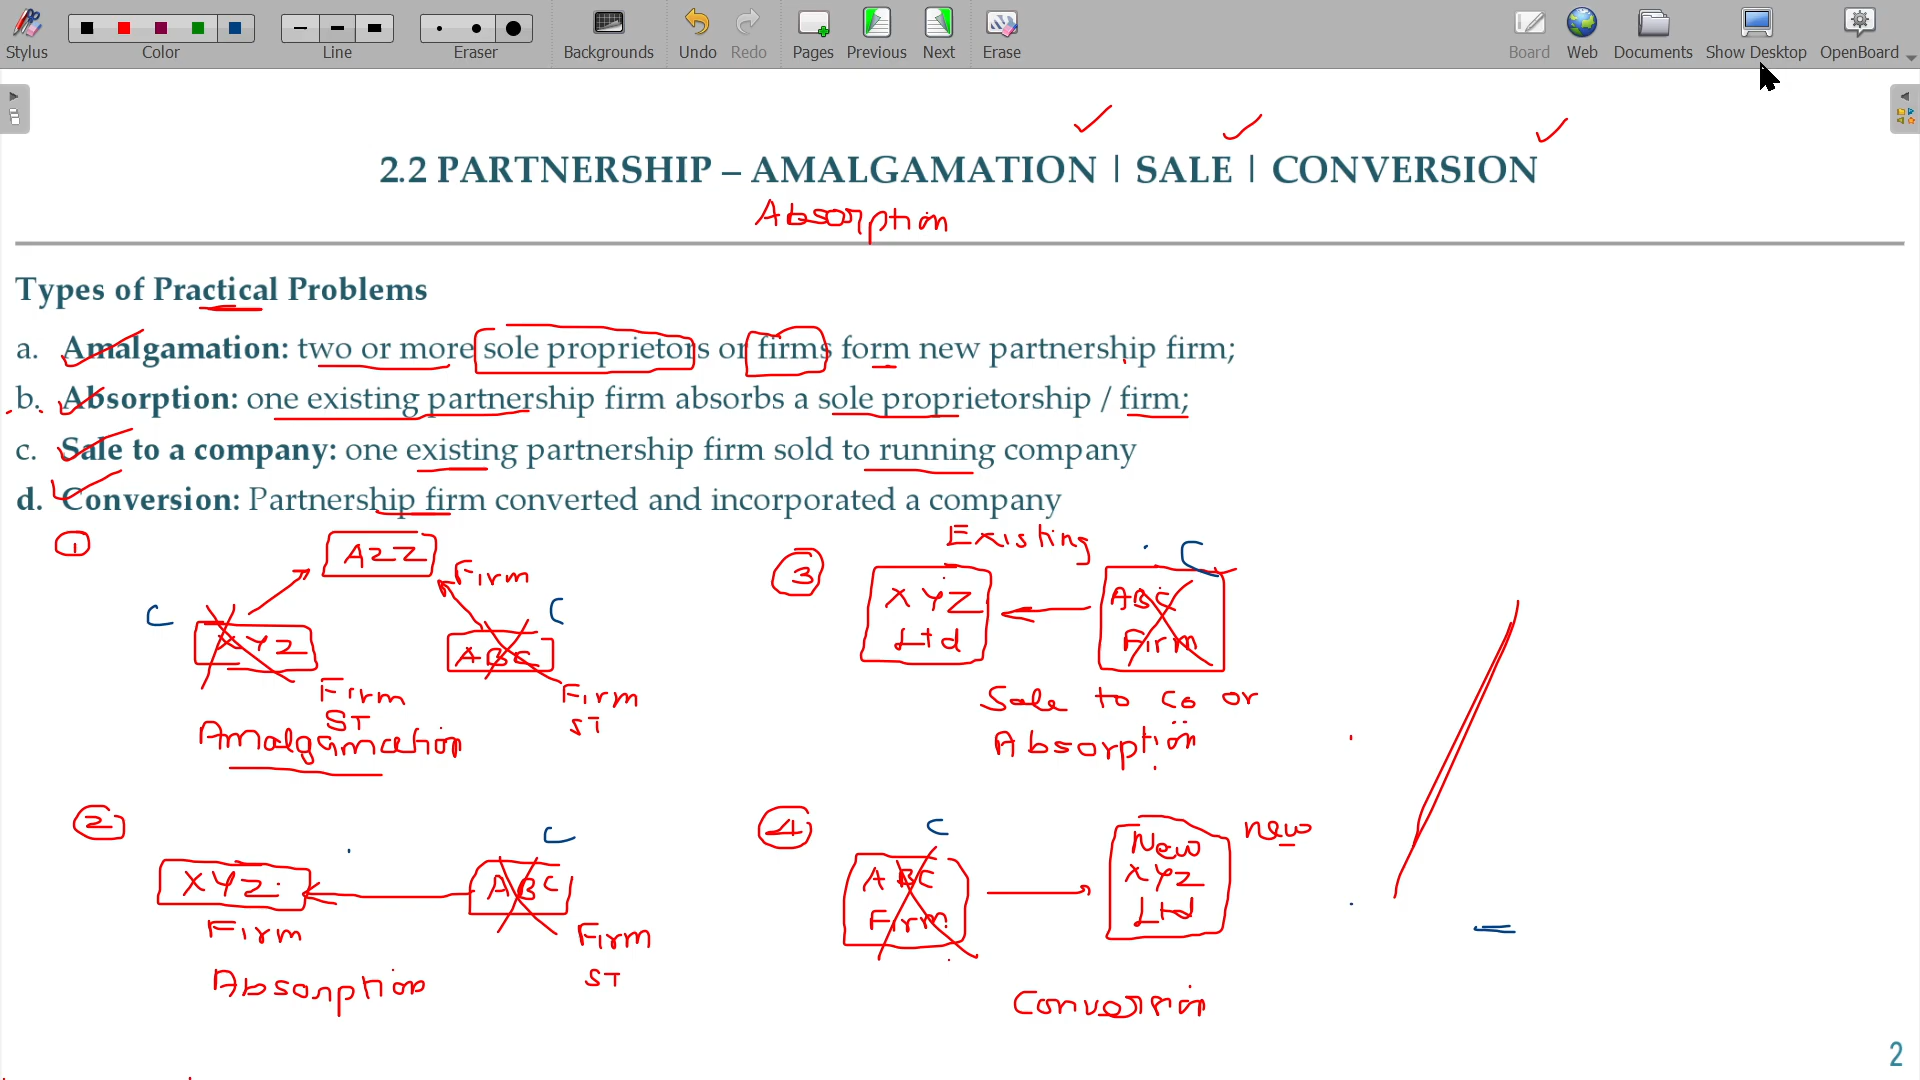 Stylus
Color
Line
Eraser
Backgrounds
Undo
Redo
Pages
Previous
Next
Erase
Board
Web
Documents
Show Desktop
OpenBoard
2.2 PARTNERSHIP – AMALGAMATION | SALE | CONVERSION
Absorption
Types of Practical Problems
a. Amalgamation: two or more sole proprietors or firms form new partnership firm;
b. Absorption: one existing partnership firm absorbs a sole proprietorship / firm;
c. Sale to a company: one existing partnership firm sold to running company
d. Conversion: Partnership firm converted and incorporated a company
1
AZZ
Firm
C
XYZ
Firm
ST
C
ABC
Firm
ST
Amalgamation
2
XYZ
Firm
C
ABC
Firm
ST
Absorption
3
Existing
XYZ
Ltd
C
ABC
Firm
Sale to Co or
Absorption
4
C
ABC
Firm
New
XYZ
Ltd
new
Conversion
2